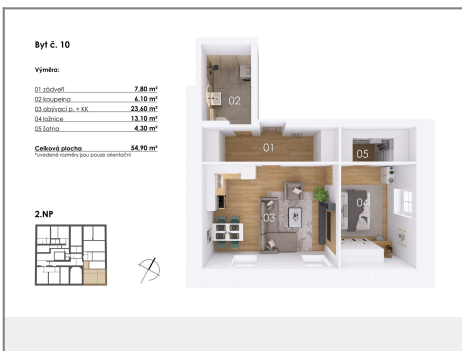 Byt č. 10
Výměra:
01 zádveří 7,80 m²
02 koupelna 6,10 m²
03 obývací p. + KK 23,60 m²
04 ložnice 13,10 m²
05 šatna 4,30 m²
Celková plocha 54,90 m²
*uvedené rozměry jsou pouze orientační
2.NP
02
01
05
03
04